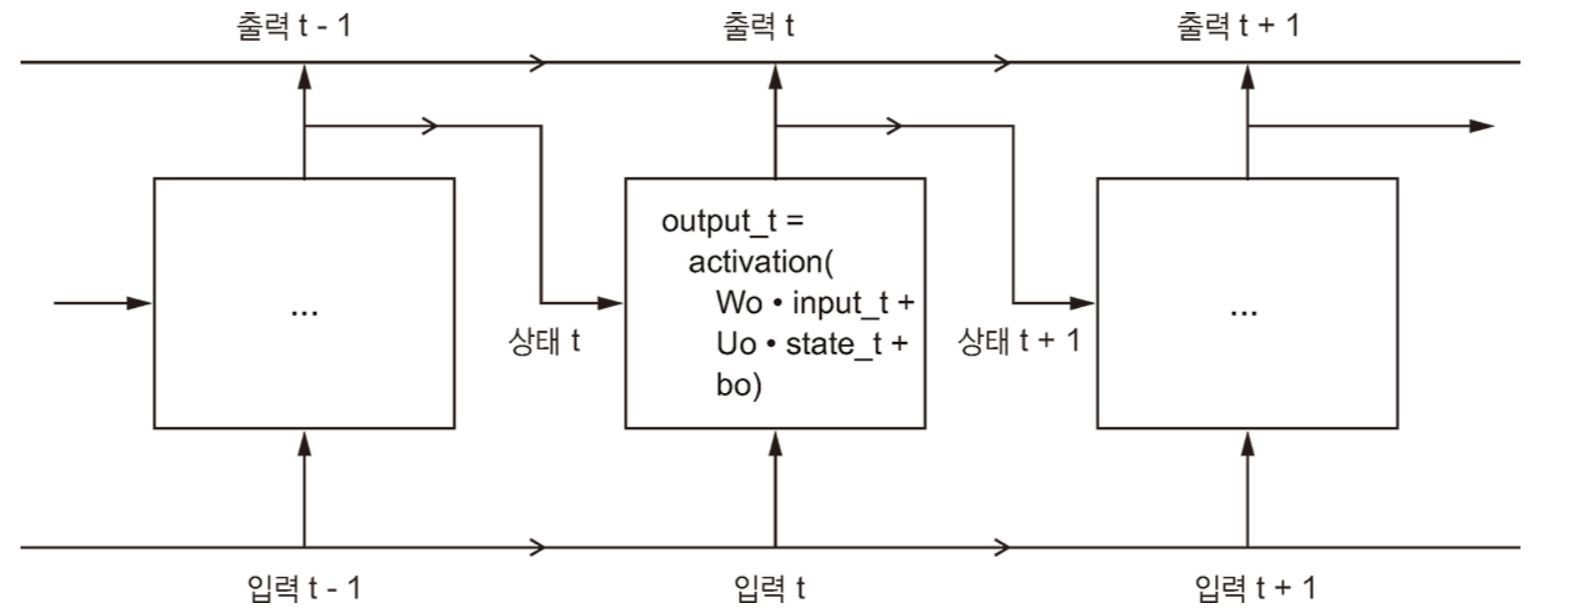 출력 t - 1
출력 t
출력 t + 1
...
output_t =
activation(
Wo • input_t +
Uo • state_t +
bo)
...
상태 t
상태 t + 1
입력 t - 1
입력 t
입력 t + 1